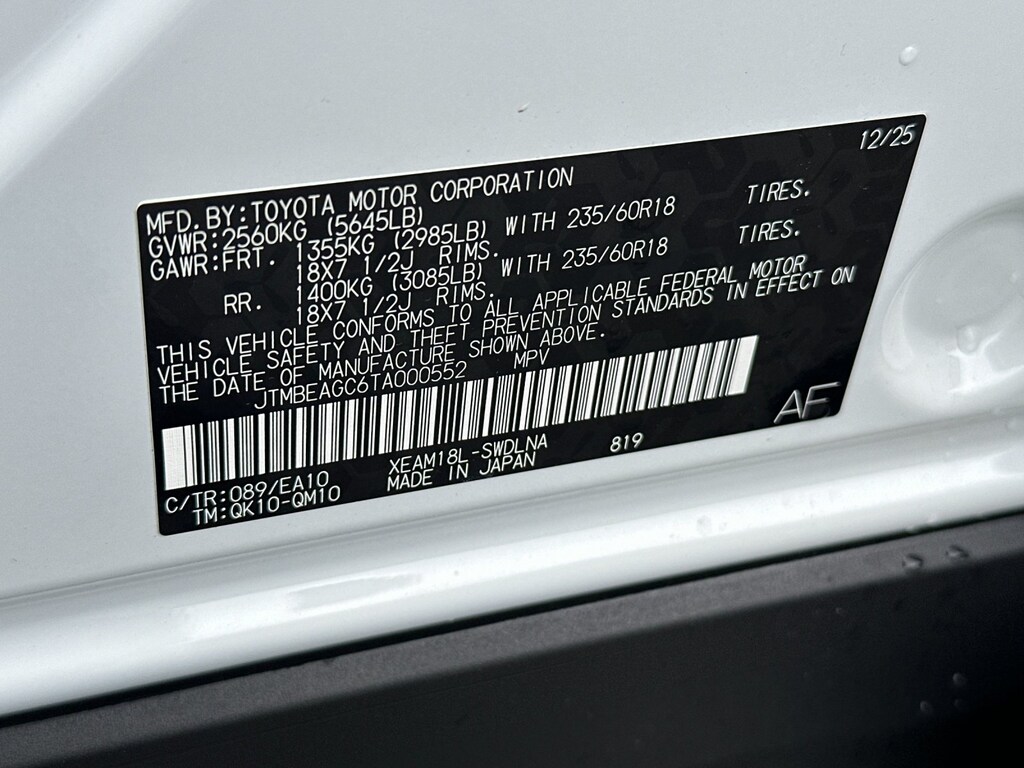 12/25
MFD.BY:TOYOTA MOTOR CORPORATION
GVWR:2560KG (5645LB)
GAWR:FRT. 1355KG (2985LB) WITH 235/60R18 TIRES.
18X7 1/2J RIMS.
RR. 1400KG (3085LB) WITH 235/60R18 TIRES.
18X7 1/2J RIMS.
THIS VEHICLE CONFORMS TO ALL APPLICABLE FEDERAL MOTOR
VEHICLE SAFETY AND THEFT PREVENTION STANDARDS IN EFFECT ON
THE DATE OF MANUFACTURE SHOWN ABOVE.
JTMBEAGC6TA000552 MPV
C/TR:089/EA10 XEAM18L-SWDLNA 819
TM:QK10-QM10 MADE IN JAPAN
AF